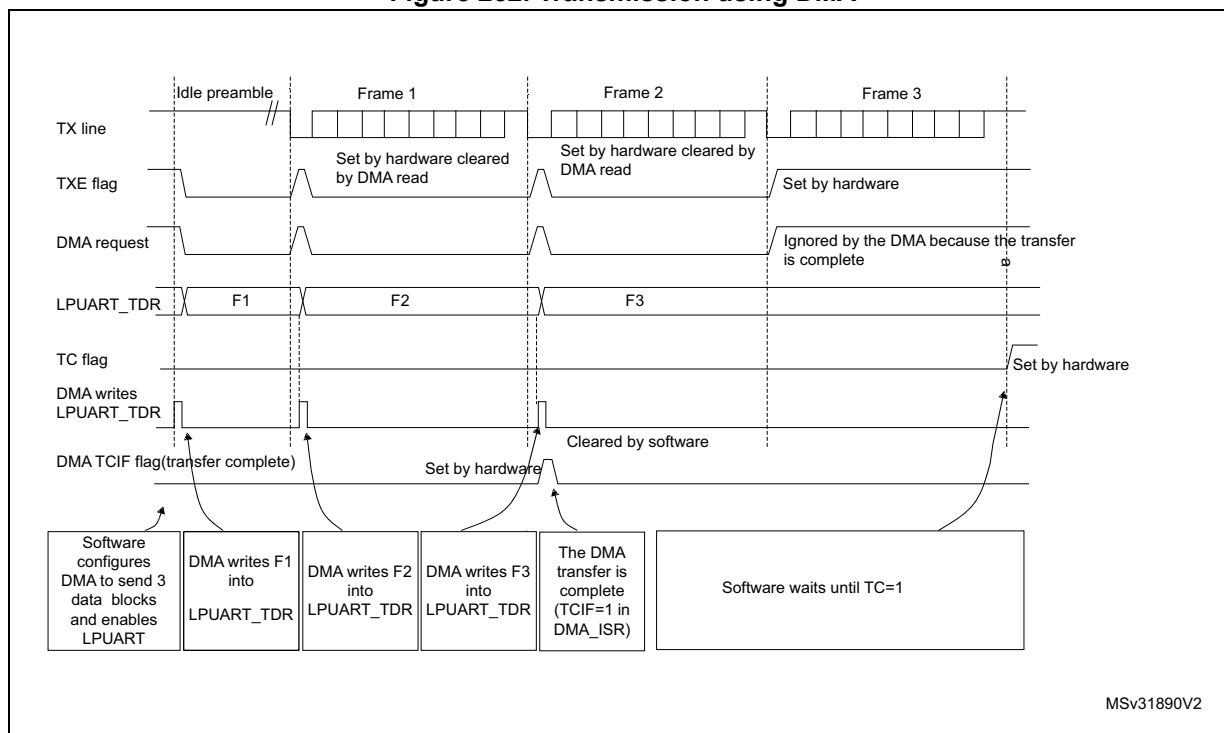 Idle preamble
Frame 1
Frame 2
Frame 3
TX line
Set by hardware cleared
by DMA read
Set by hardware cleared by
DMA read
TXE flag
Set by hardware
DMA request
Ignored by the DMA because the transfer
is complete
a
LPUART_TDR
F1
F2
F3
TC flag
Set by hardware
DMA writes
LPUART_TDR
Cleared by software
DMA TCIF flag(transfer complete)
Set by hardware
Software
configures
DMA to send 3
data blocks
and enables
LPUART
DMA writes F1
into
LPUART_TDR
DMA writes F2
into
LPUART_TDR
DMA writes F3
into
LPUART_TDR
The DMA
transfer is
complete
(TCIF=1 in
DMA_ISR)
Software waits until TC=1
MSv31890V2